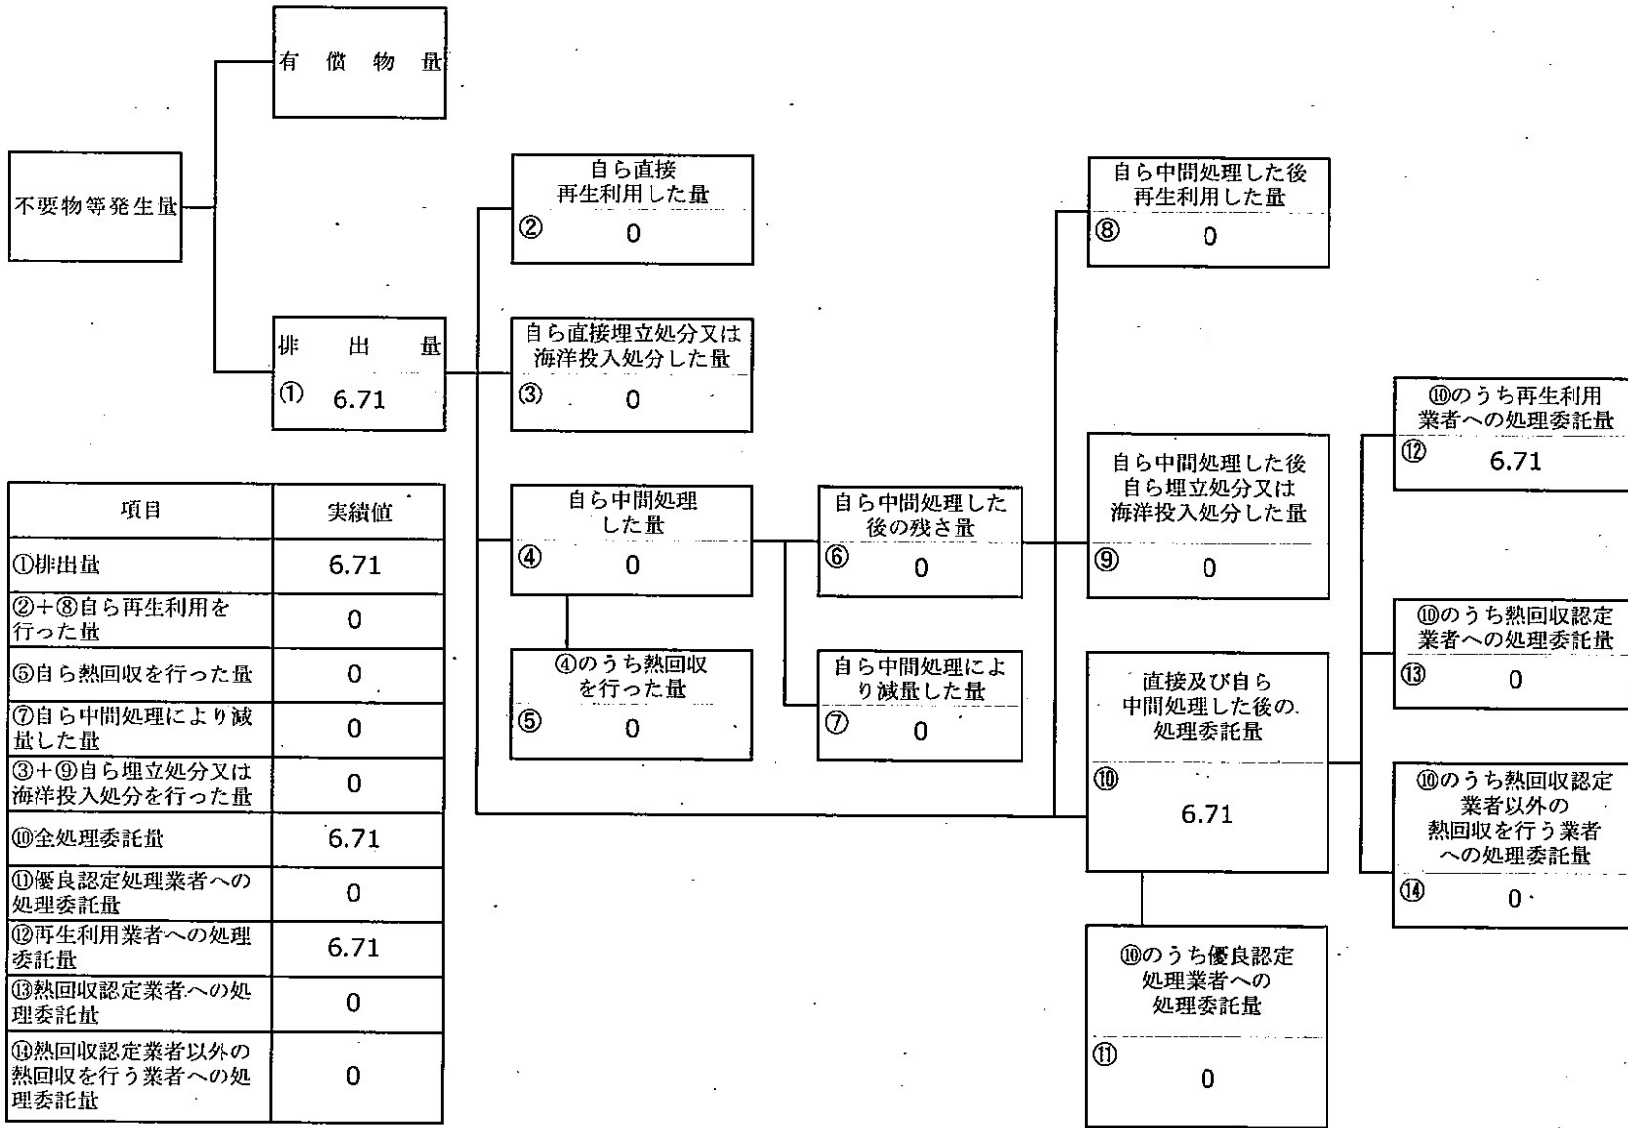 有償物量
不要物等発生量
排出量
① 6.71
自ら直接
再生利用した量
② 0
自ら直接埋立処分又は
海洋投入処分した量
③ 0
自ら中間処理
した量
④ 0
④のうち熱回収
を行った量
⑤ 0
自ら中間処理した
後の残さ量
⑥ 0
自ら中間処理によ
り減量した量
⑦ 0
自ら中間処理した後
再生利用した量
⑧ 0
自ら中間処理した後
自ら埋立処分又は
海洋投入処分した量
⑨ 0
直接及び自ら
中間処理した後の
処理委託量
⑩
6.71
⑩のうち優良認定
処理業者への
処理委託量
⑪
0
⑩のうち再生利用
業者への処理委託量
⑫ 6.71
⑩のうち熱回収認定
業者への処理委託量
⑬ 0
⑩のうち熱回収認定
業者以外の
熱回収を行う業者
への処理委託量
⑭ 0
項目 実績値
①排出量 6.71
②+⑧自ら再生利用を
行った量 0
⑤自ら熱回収を行った量 0
⑦自ら中間処理により減
量した量 0
③+⑨自ら埋立処分又は
海洋投入処分を行った量 0
⑩全処理委託量 6.71
⑪優良認定処理業者への
処理委託量 0
⑫再生利用業者への処理
委託量 6.71
⑬熱回収認定業者への処
理委託量 0
⑭熱回収認定業者以外の
熱回収を行う業者への処
理委託量 0